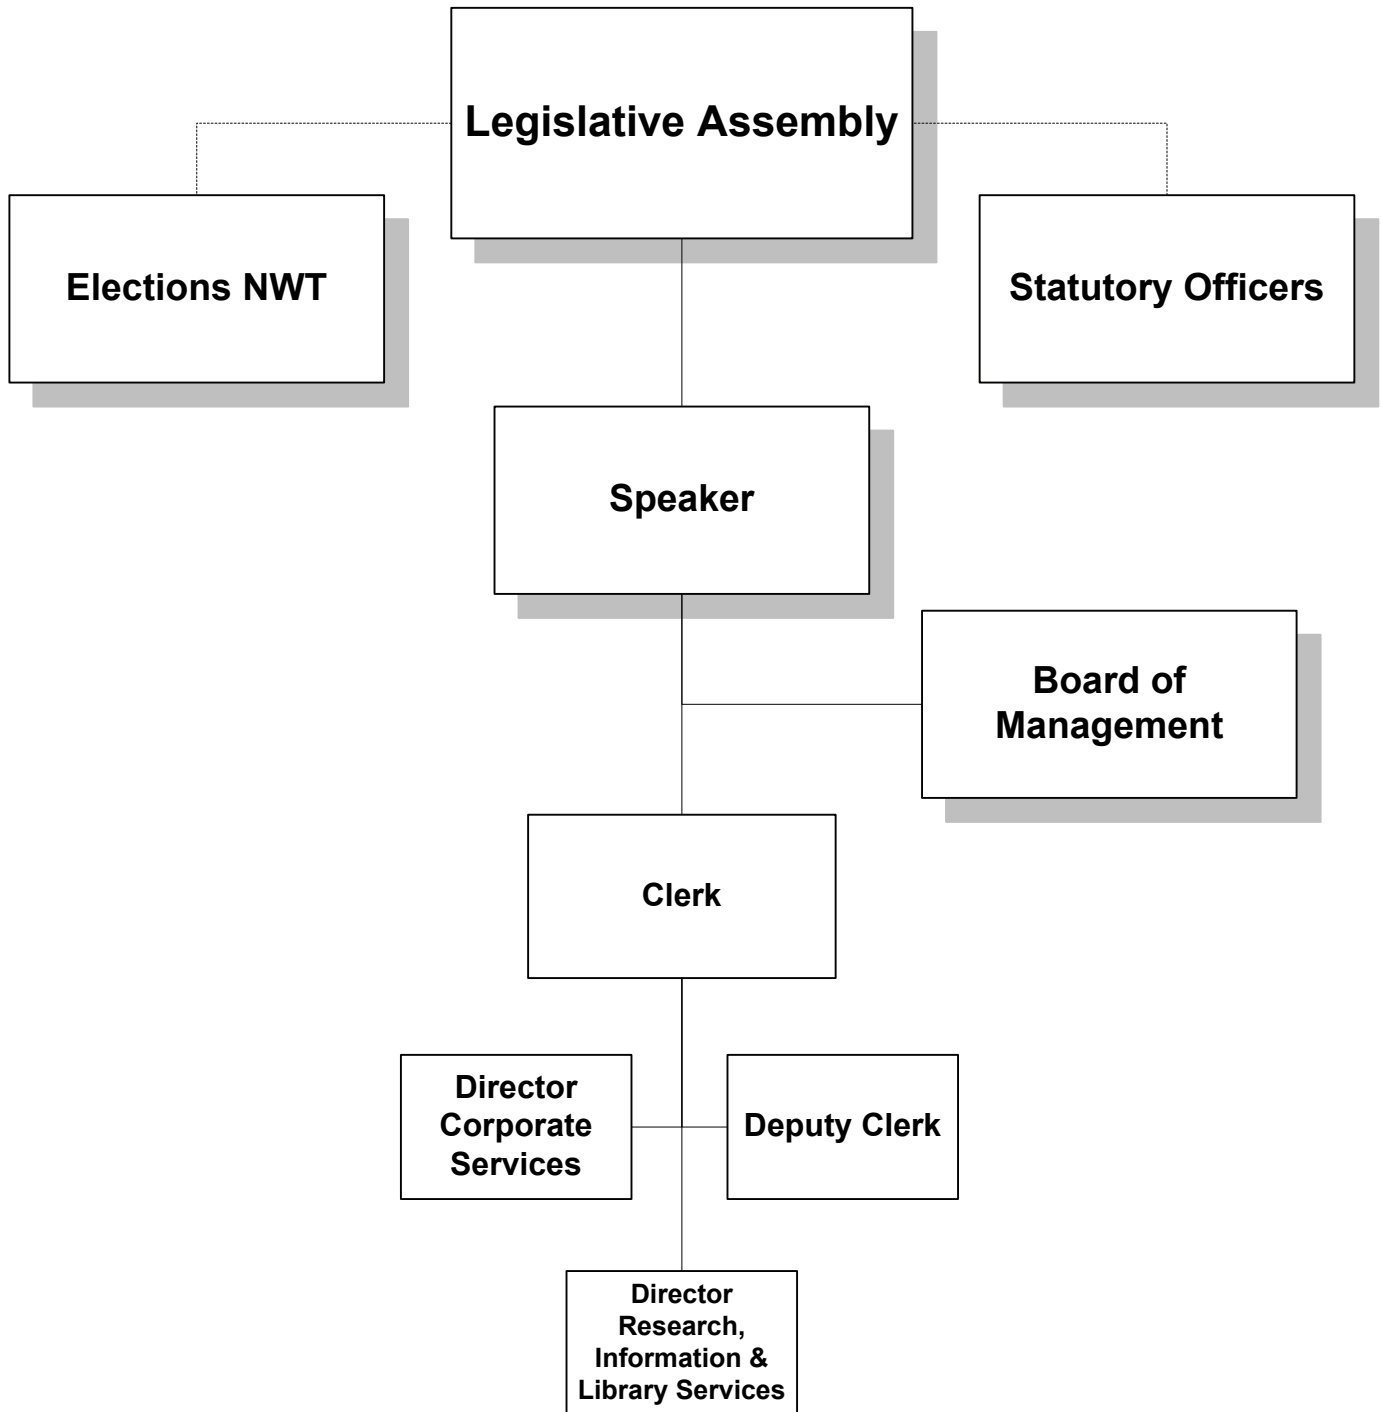 Legislative Assembly
Elections NWT
Statutory Officers
Speaker
Board of
Management
Clerk
Director
Corporate
Services
Deputy Clerk
Director
Research,
Information &
Library Services